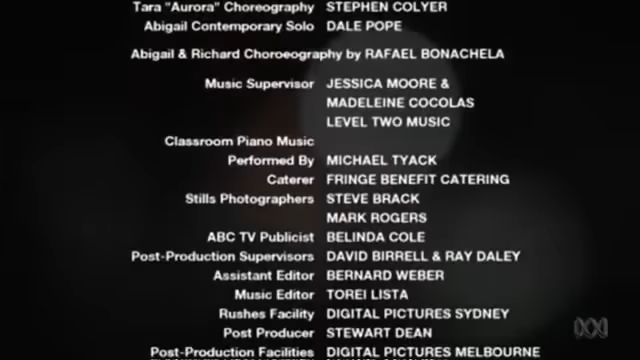 Tara "Aurora" Choreography STEPHEN COLYER
Abigail Contemporary Solo DALE POPE
Abigail & Richard Choroeography by RAFAEL BONACHELA
Music Supervisor JESSICA MOORE &
MADELEINE COCOLAS
LEVEL TWO MUSIC
Classroom Piano Music
Performed By MICHAEL TYACK
Caterer FRINGE BENEFIT CATERING
Stills Photographers STEVE BRACK
MARK ROGERS
ABC TV Publicist BELINDA COLE
Post-Production Supervisors DAVID BIRRELL & RAY DALEY
Assistant Editor BERNARD WEBER
Music Editor TOREI LISTA
Rushes Facility DIGITAL PICTURES SYDNEY
Post Producer STEWART DEAN
Post-Production Facilities DIGITAL PICTURES MELBOURNE